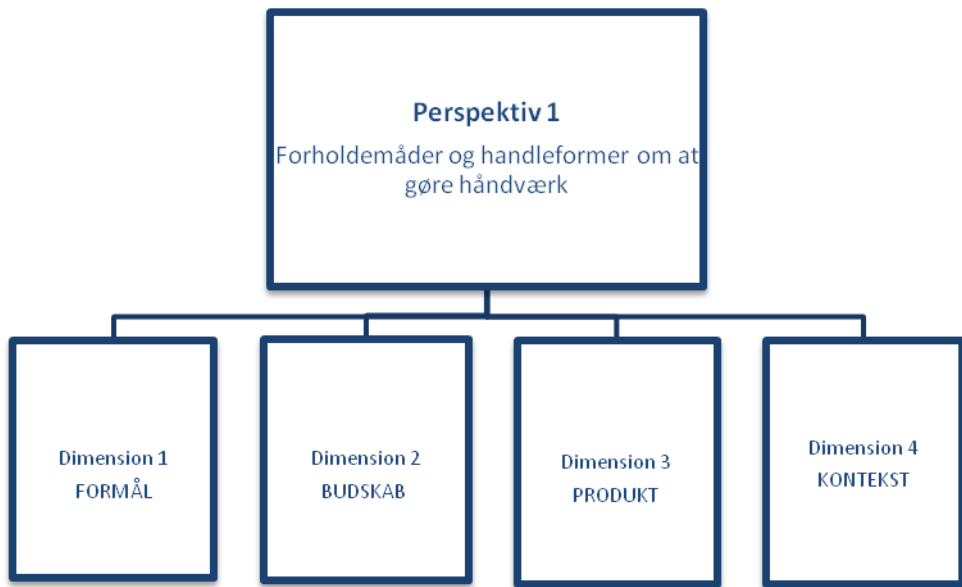 Perspektiv 1
Forholdemåder og handleformer om at
gøre håndværk
Dimension 1
FORMÅL
Dimension 2
BUDSKAB
Dimension 3
PRODUKT
Dimension 4
KONTEKST